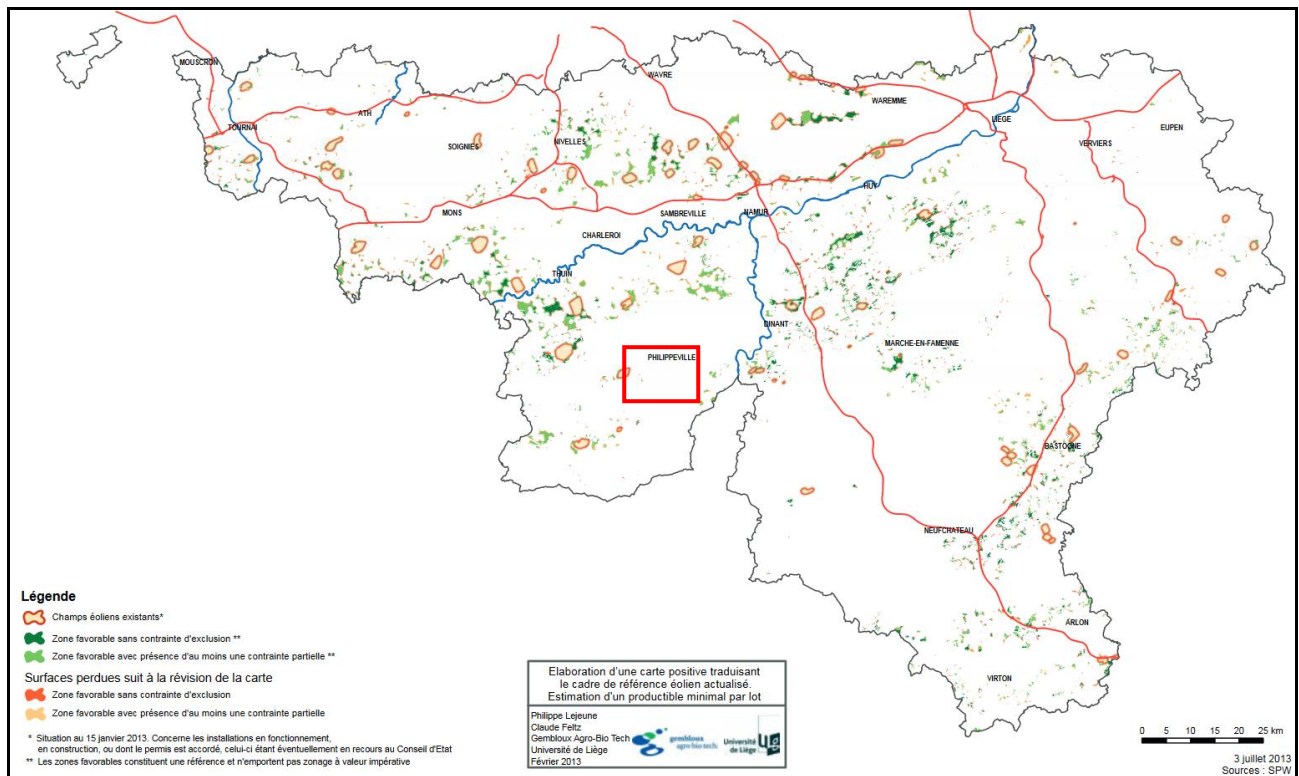 MOUSCRON
WAVRE
WAREMME
ATH
TOURNAI
LIEGE
EUPEN
SOIGNIES
NIVELLES
VERVIERS
HUY
MONS
SAMBREVILLE
NAMUR
CHARLEROI
THUIN
DINANT
MARCHE-EN-FAMENNE
PHILIPPEVILLE
BASTOGNE
NEUFCHATEAU
ARLON
VIRTON
Légende
Champs éoliens existants*
Zone favorable sans contrainte d'exclusion **
Zone favorable avec présence d'au moins une contrainte partielle **
Surfaces perdues suit à la révision de la carte
Zone favorable sans contrainte d'exclusion
Zone favorable avec présence d'au moins une contrainte partielle
* Situation au 15 janvier 2013. Concerne les installations en fonctionnement,
en construction, ou dont le permis est accordé, celui-ci étant éventuellement en recours au Conseil d'Etat
** Les zones favorables constituent une référence et n'emportent pas zonage à valeur impérative
Elaboration d'une carte positive traduisant
le cadre de référence éolien actualisé.
Estimation d'un productible minimal par lot
Philippe Lejeune
Claude Feltz
Gembloux Agro-Bio Tech
Université de Liège
Février 2013
gembloux
agro bio tech
Université
de Liège
0 5 10 15 20 25 km
3 juillet 2013
Sources : SPW